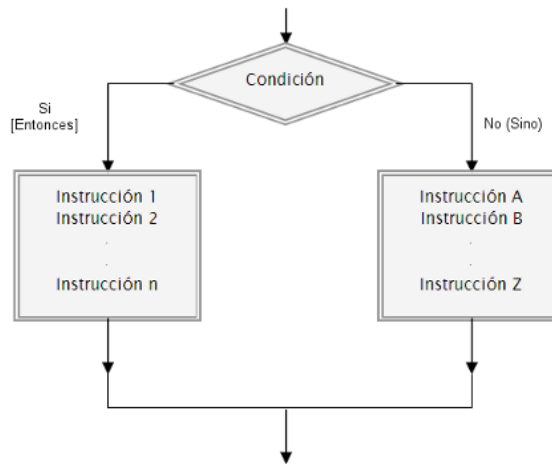 Condición
Si
[Entonces]
No (Sino)
Instrucción 1
Instrucción 2
.
.
Instrucción n
Instrucción A
Instrucción B
.
.
Instrucción Z